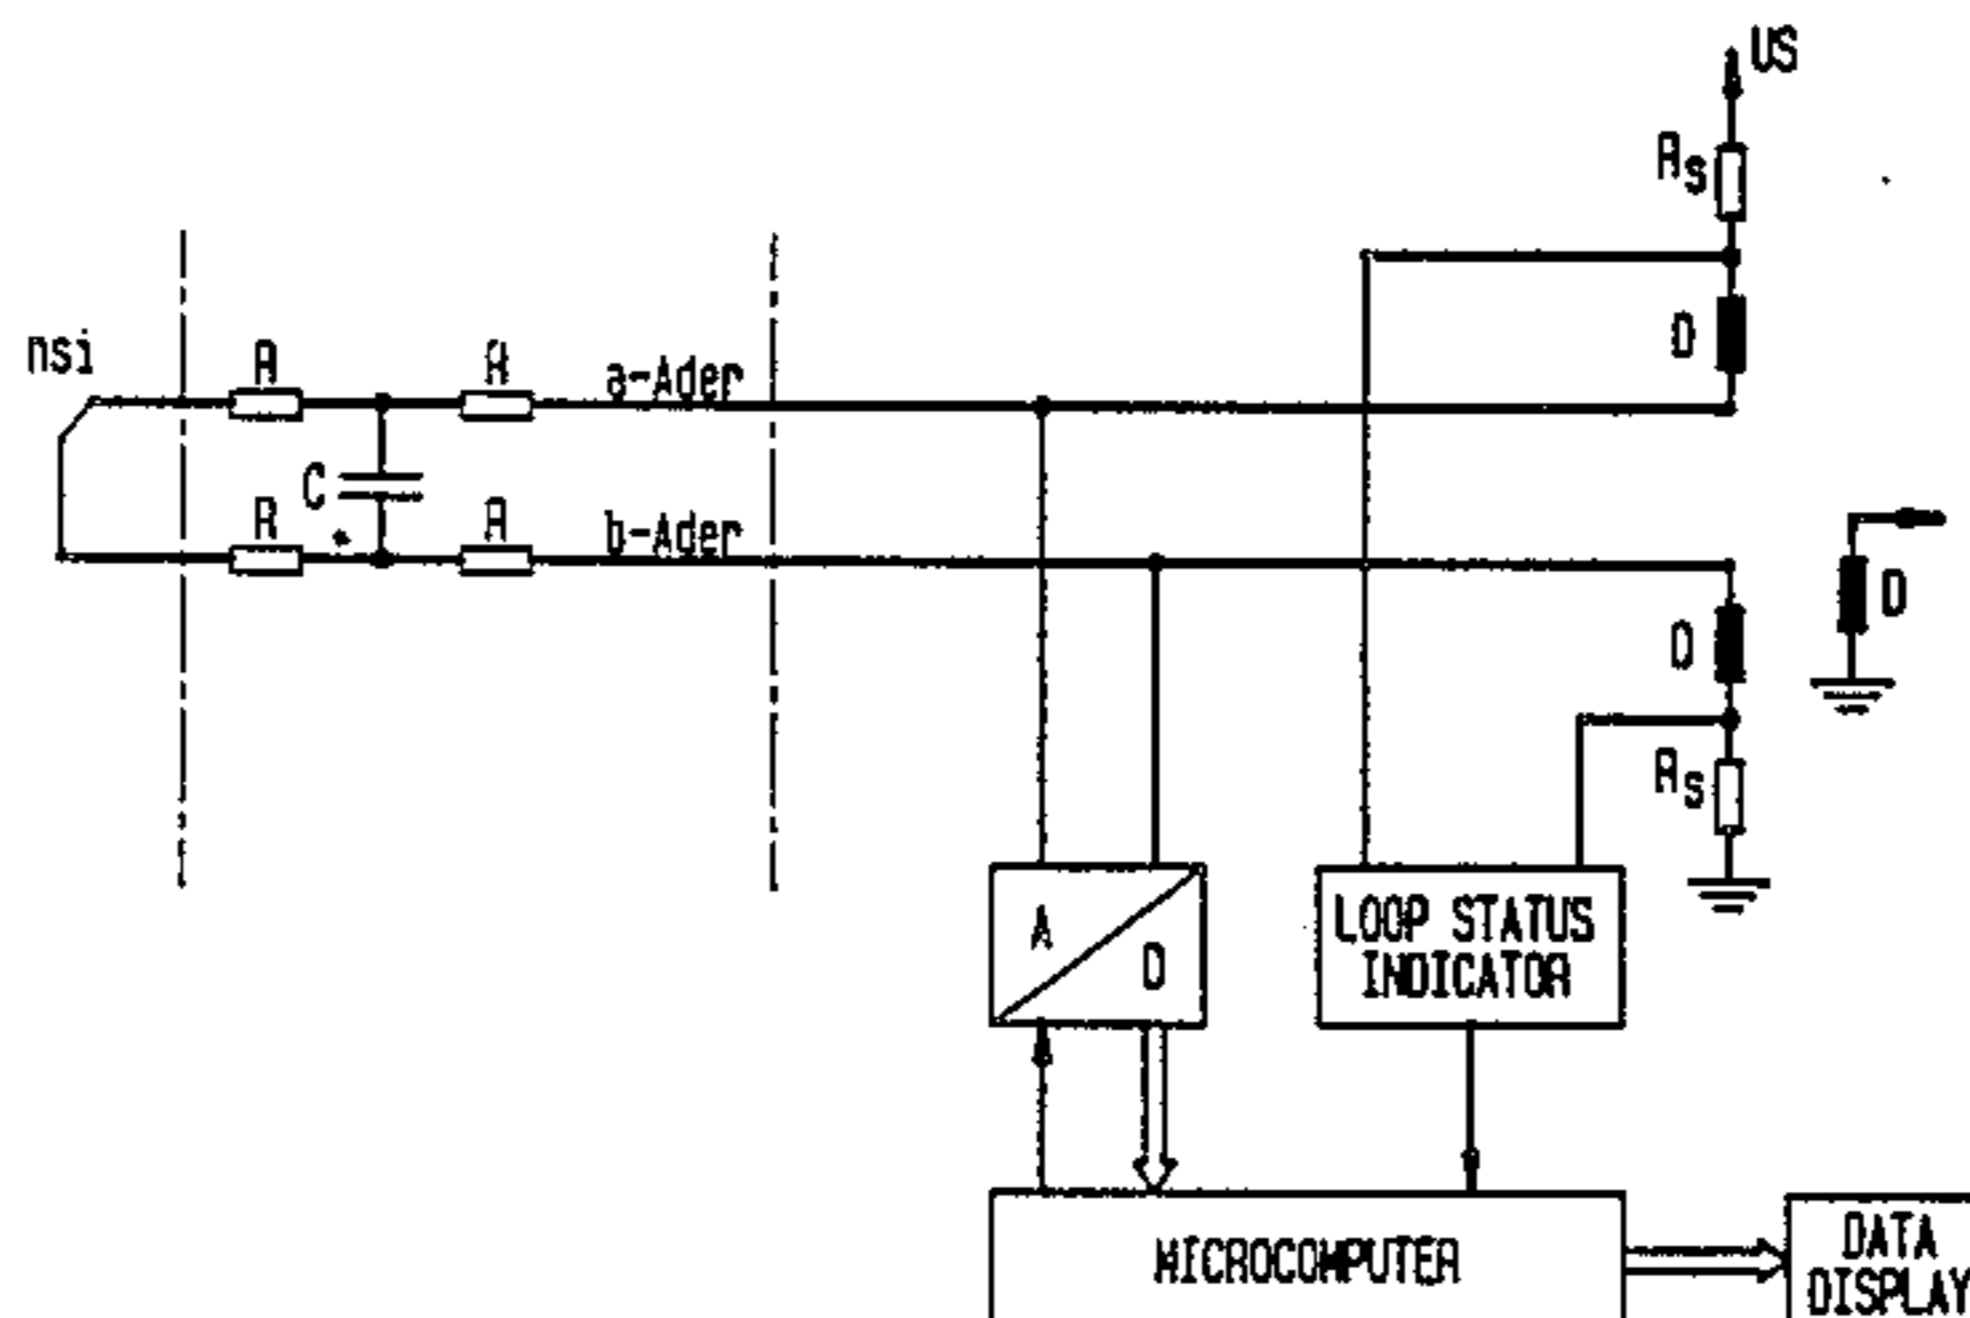 US
Rs
D
nsi
R
R
a-Ader
C
R
R
b-Ader
D
D
Rs
A
D
LOOP STATUS
INDICATOR
MICROCOMPUTER
DATA
DISPLAY